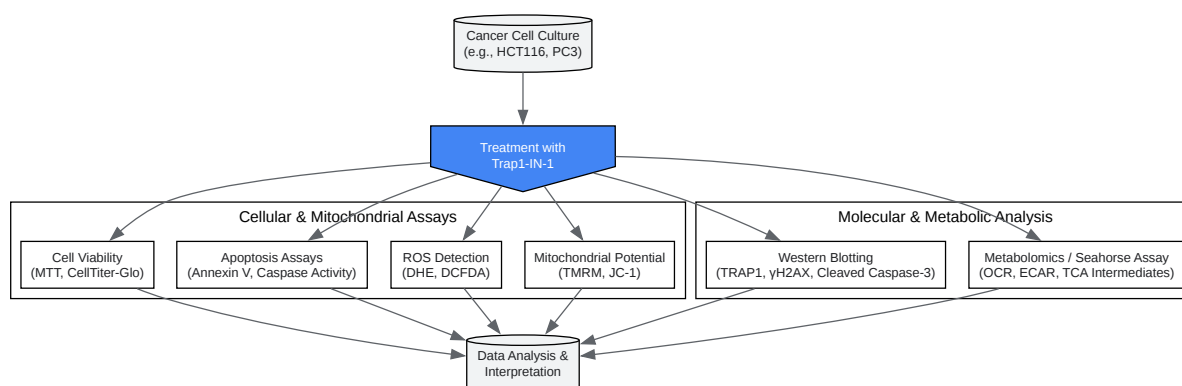 Cancer Cell Culture
(e.g., HCT116, PC3)
Treatment with
Trap1-IN-1
Cellular & Mitochondrial Assays
Molecular & Metabolic Analysis
Cell Viability
(MTT, CellTiter-Glo)
Apoptosis Assays
(Annexin V, Caspase Activity)
ROS Detection
(DHE, DCFDA)
Mitochondrial Potential
(TMRM, JC-1)
Western Blotting
(TRAP1, γH2AX, Cleaved Caspase-3)
Metabolomics / Seahorse Assay
(OCR, ECAR, TCA Intermediates)
Data Analysis &
Interpretation